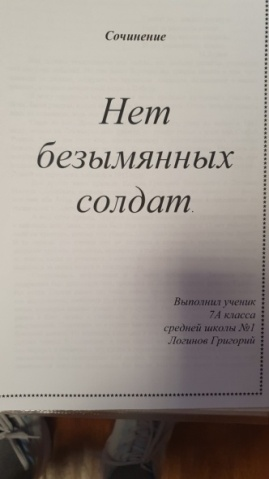 Сочинение
Нет
безымянных
солдат.
Выполнил ученик
7А класса
средней школы №1
Логинов Григорий